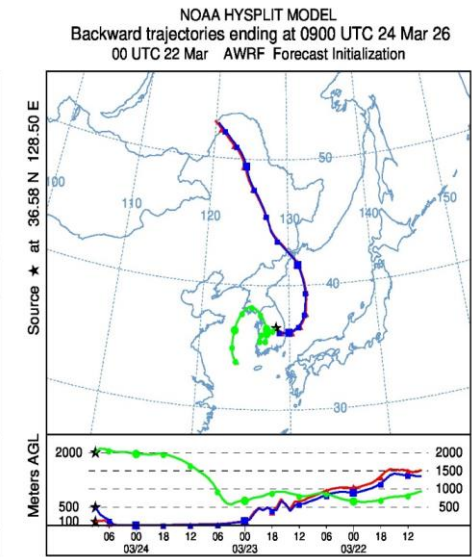 NOAA HYSPLIT MODEL
Backward trajectories ending at 0900 UTC 24 Mar 26
00 UTC 22 Mar AWRF Forecast Initialization
Source ★ at 36.58 N 128.50 E
100
110
120
130
140
150
50
40
30
Meters AGL
2000
500
100
2000
1500
1000
500
06 00 18 12 06 00 18 12 06 00 18 12
03/24 03/23 03/22